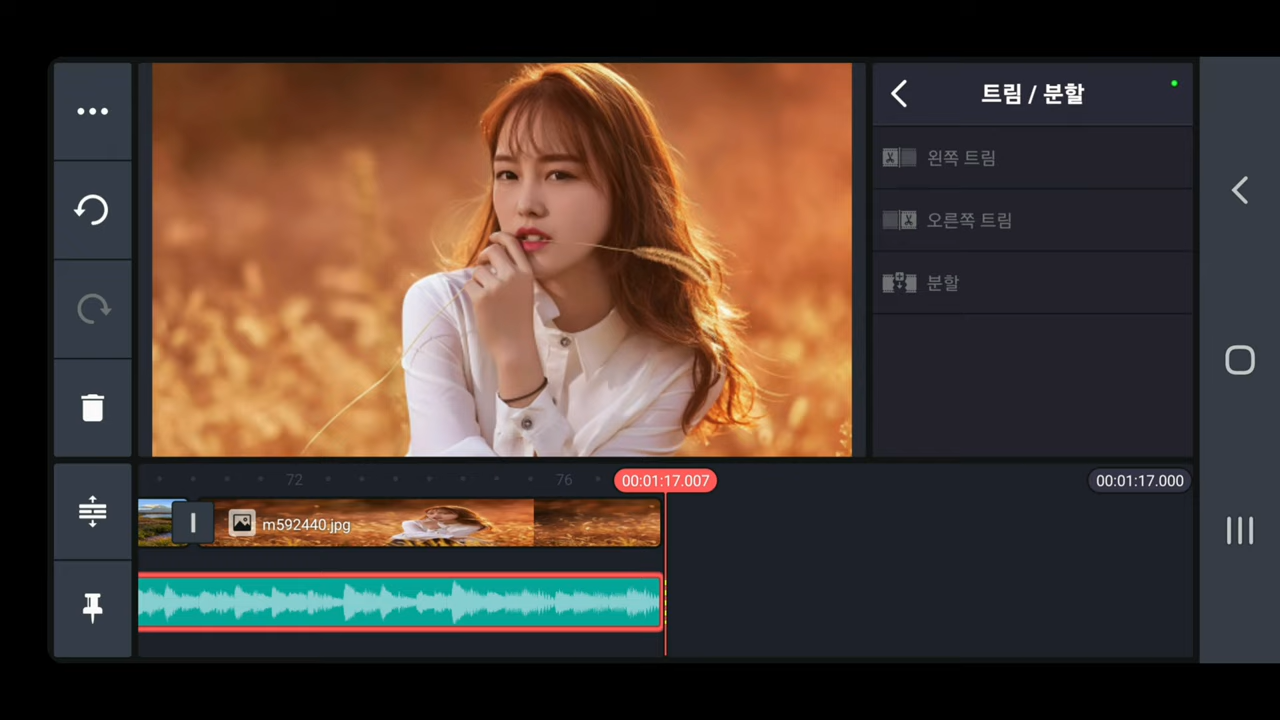 트림 / 분할
왼쪽 트림
오른쪽 트림
분할
72
76
00:01:17.007
00:01:17.000
m592440.jpg